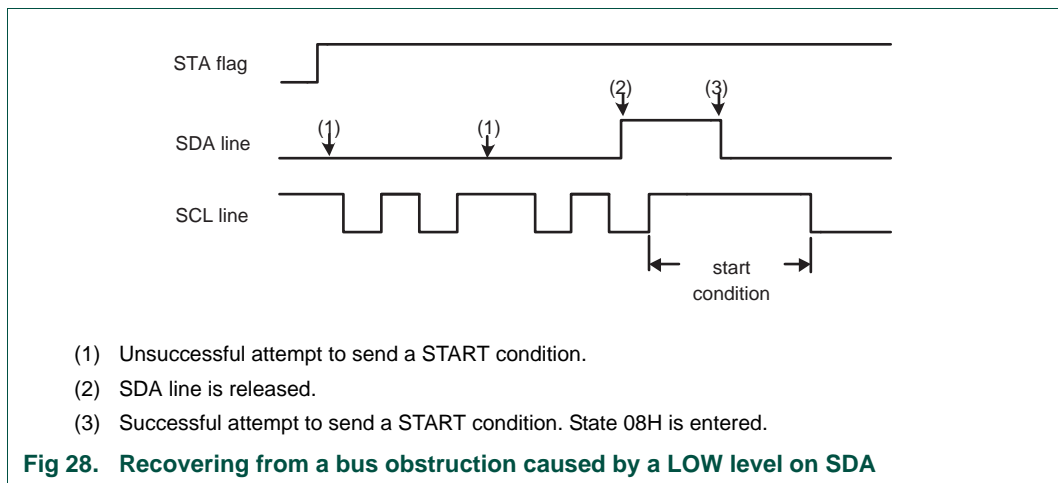 STA flag
(2) (3)
SDA line (1) (1)
SCL line
start
condition
(1) Unsuccessful attempt to send a START condition.
(2) SDA line is released.
(3) Successful attempt to send a START condition. State 08H is entered.
Fig 28. Recovering from a bus obstruction caused by a LOW level on SDA